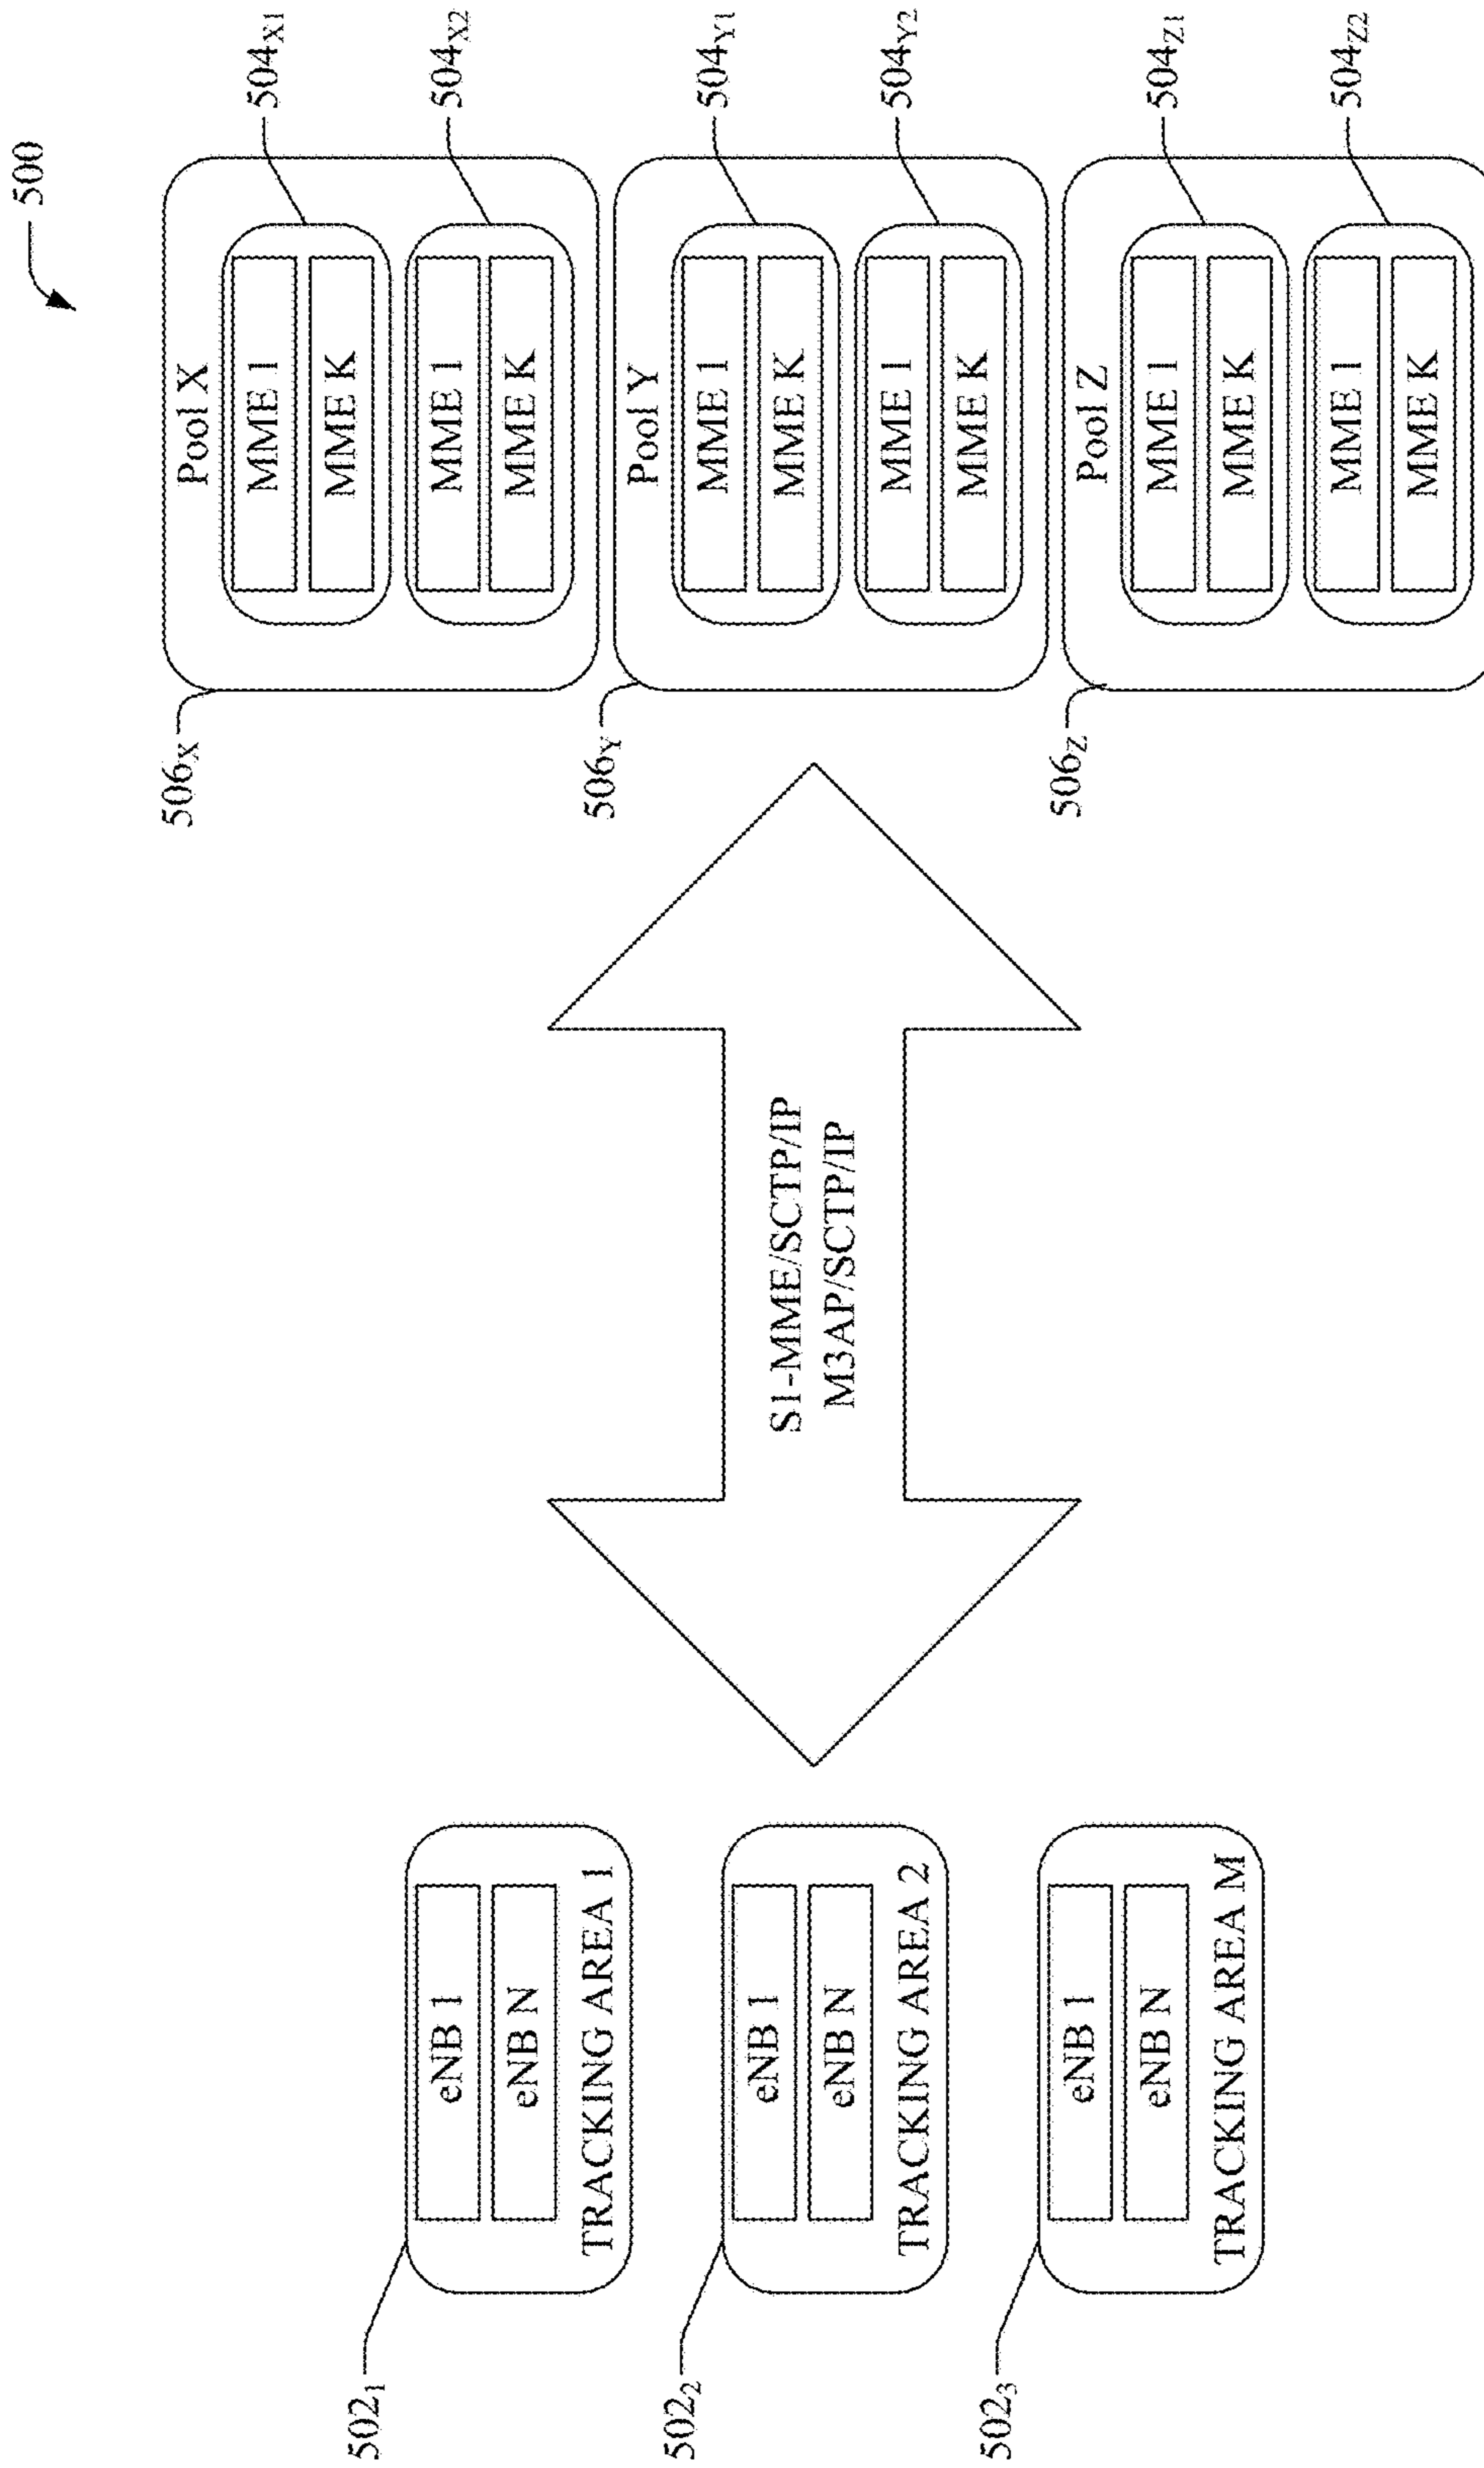 500
502₁
eNB 1
eNB N
TRACKING AREA 1
502₂
eNB 1
eNB N
TRACKING AREA 2
502₃
eNB 1
eNB N
TRACKING AREA M
S1-MME/SCTP/IP
M3AP/SCTP/IP
506X
Pool X
MME 1
MME K
504X1
MME 1
MME K
504X2
506Y
Pool Y
MME 1
MME K
504Y1
MME 1
MME K
504Y2
506Z
Pool Z
MME 1
MME K
504Z1
MME 1
MME K
504Z2